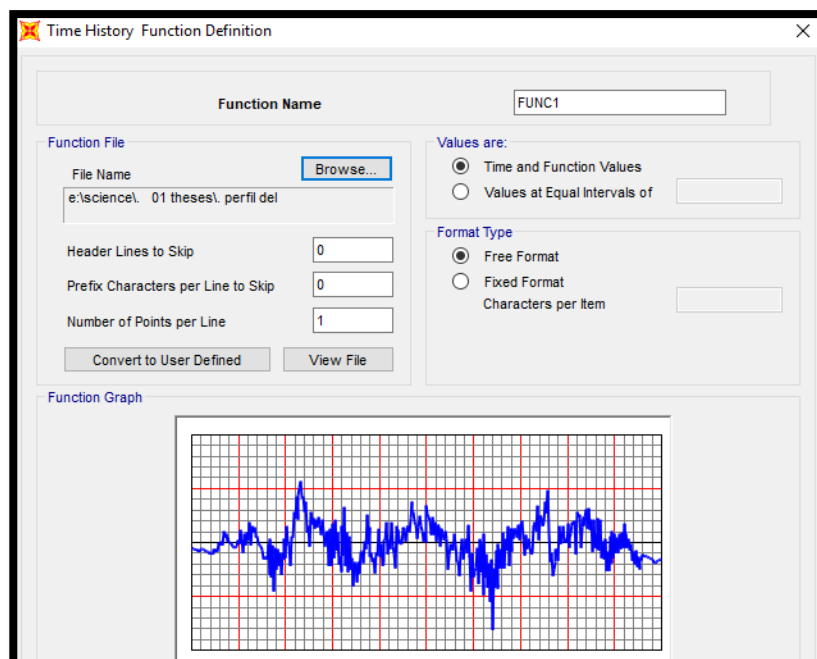 Time History Function Definition
Function Name
FUNC1
Function File
File Name
Browse...
e:\science\. 01 theses\. perfil del
Header Lines to Skip
0
Prefix Characters per Line to Skip
0
Number of Points per Line
1
Convert to User Defined
View File
Values are:
Time and Function Values
Values at Equal Intervals of
Format Type
Free Format
Fixed Format
Characters per Item
Function Graph